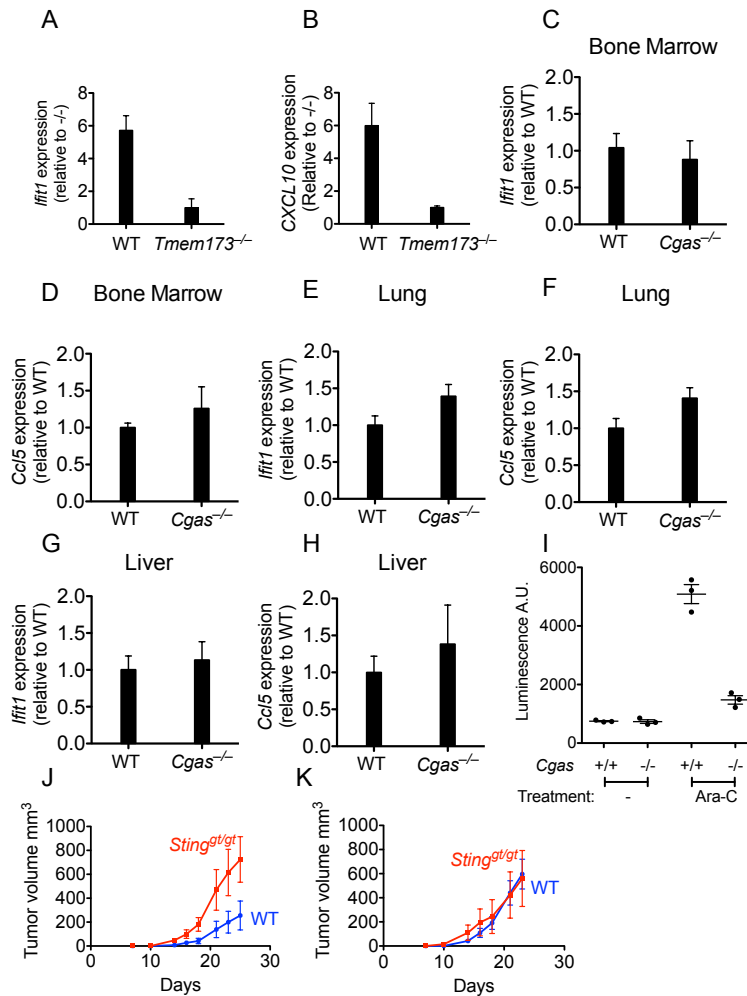 A
B
C
Bone Marrow
Ifit1 expression
(relative to -/-)
8
6
4
2
0
WT
Tmem173–/–
CXCL10 expression
(Relative to -/-)
8
6
4
2
0
WT
Tmem173–/–
Ifit1 expression
(relative to WT)
2.0
1.5
1.0
0.5
0
WT
Cgas–/–
D
Bone Marrow
E
Lung
F
Lung
Ccl5 expression
(relative to WT)
2.0
1.5
1.0
0.5
0
WT
Cgas–/–
Ifit1 expression
(relative to WT)
2.0
1.5
1.0
0.5
0
WT
Cgas–/–
Ccl5 expression
(relative to WT)
2.0
1.5
1.0
0.5
0
WT
Cgas–/–
G
Liver
H
Liver
I
Ifit1 expression
(relative to WT)
2.0
1.5
1.0
0.5
0
WT
Cgas–/–
Ccl5 expression
(relative to WT)
2.0
1.5
1.0
0.5
0
WT
Cgas–/–
Luminescence A.U.
6000
4000
2000
0
Cgas +/+ -/- +/+ -/-
Treatment: - Ara-C
J
Tumor volume mm3
1000
800
600
400
200
0
Stinggt/gt
WT
0 10 20 30
Days
K
Tumor volume mm3
1000
800
600
400
200
0
Stinggt/gt
WT
0 10 20 30
Days